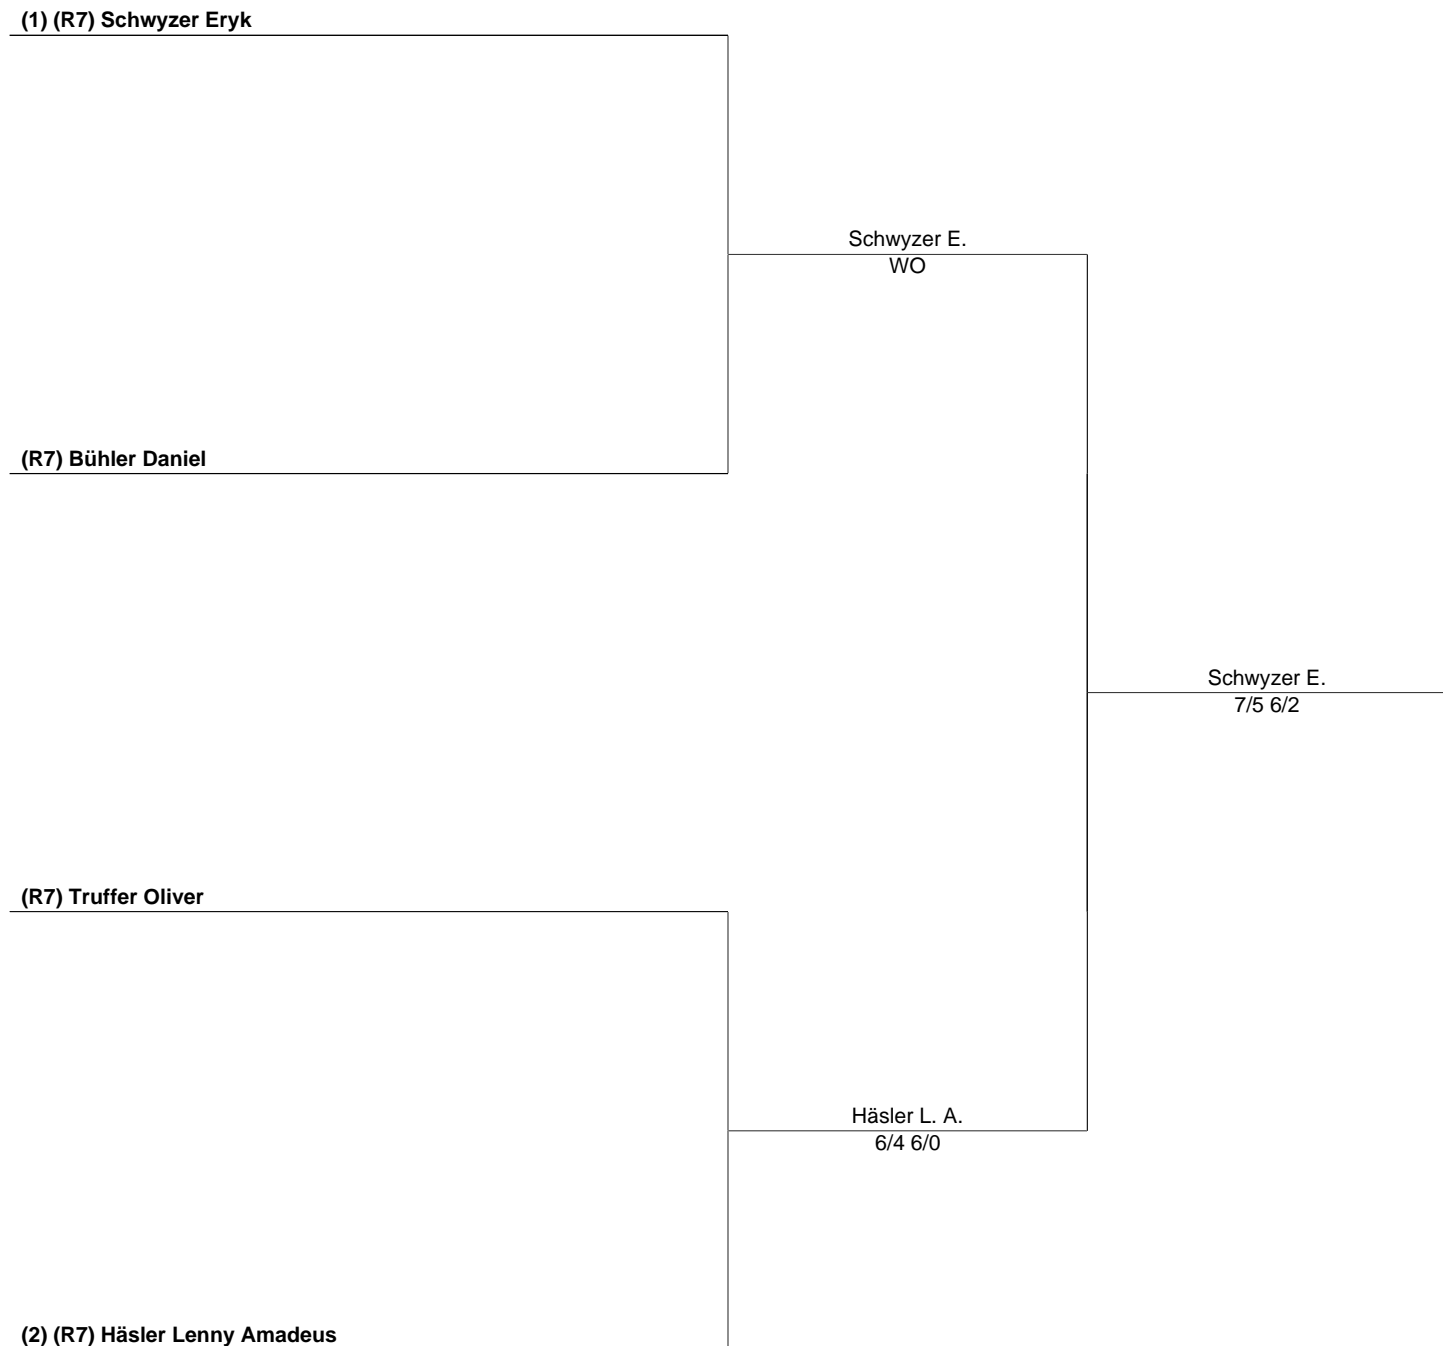 (1) (R7) Schwyzer Eryk
Schwyzer E.
WO
(R7) Bühler Daniel
Schwyzer E.
7/5 6/2
(R7) Truffer Oliver
Häsler L. A.
6/4 6/0
(2) (R7) Häsler Lenny Amadeus